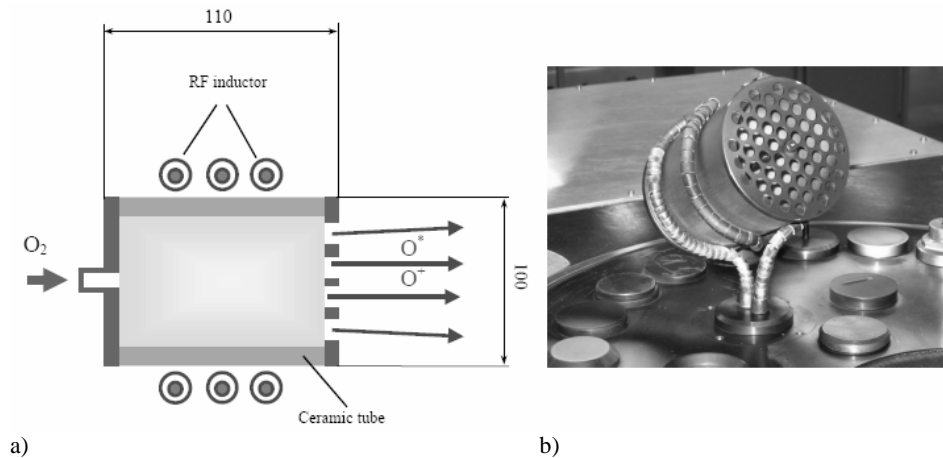 110
RF inductor
O₂
O*
O⁺
100
Ceramic tube
a) b)